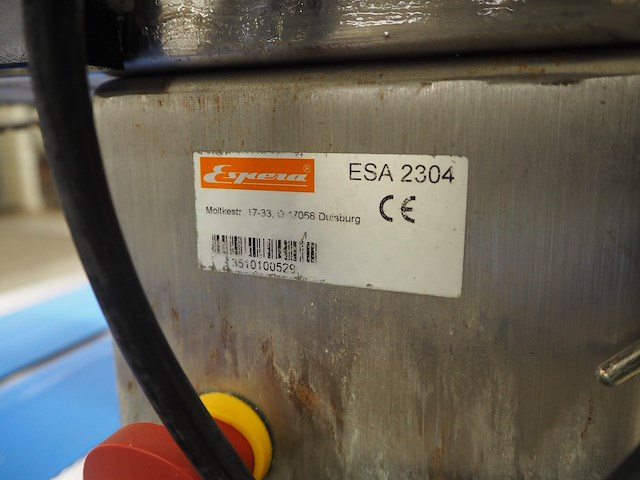 Espera®
ESA 2304
Moltkestr. 17-33, D-47058 Duisburg
CE
3510100529